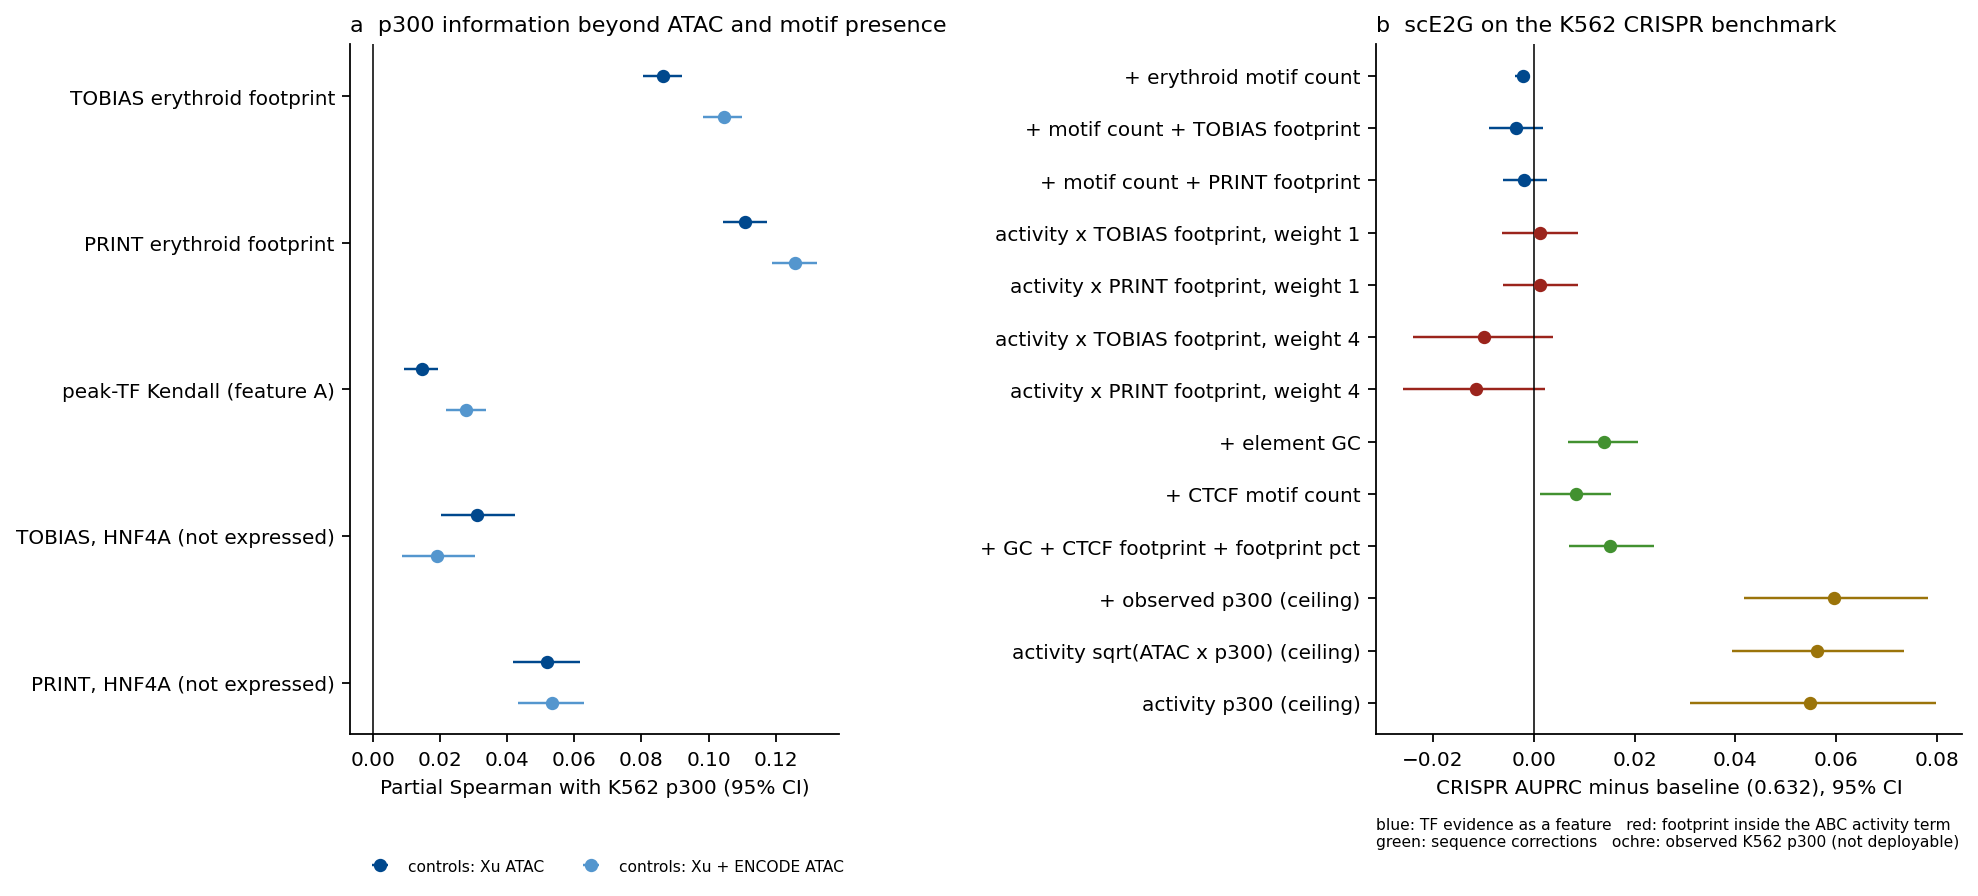 a  p300 information beyond ATAC and motif presence
TOBIAS erythroid footprint
PRINT erythroid footprint
peak-TF Kendall (feature A)
TOBIAS, HNF4A (not expressed)
PRINT, HNF4A (not expressed)
0.00 0.02 0.04 0.06 0.08 0.10 0.12
Partial Spearman with K562 p300 (95% CI)
controls: Xu ATAC
controls: Xu + ENCODE ATAC
b  scE2G on the K562 CRISPR benchmark
+ erythroid motif count
+ motif count + TOBIAS footprint
+ motif count + PRINT footprint
activity x TOBIAS footprint, weight 1
activity x PRINT footprint, weight 1
activity x TOBIAS footprint, weight 4
activity x PRINT footprint, weight 4
+ element GC
+ CTCF motif count
+ GC + CTCF footprint + footprint pct
+ observed p300 (ceiling)
activity sqrt(ATAC x p300) (ceiling)
activity p300 (ceiling)
−0.02 0.00 0.02 0.04 0.06 0.08
CRISPR AUPRC minus baseline (0.632), 95% CI
blue: TF evidence as a feature   red: footprint inside the ABC activity term
green: sequence corrections   ochre: observed K562 p300 (not deployable)